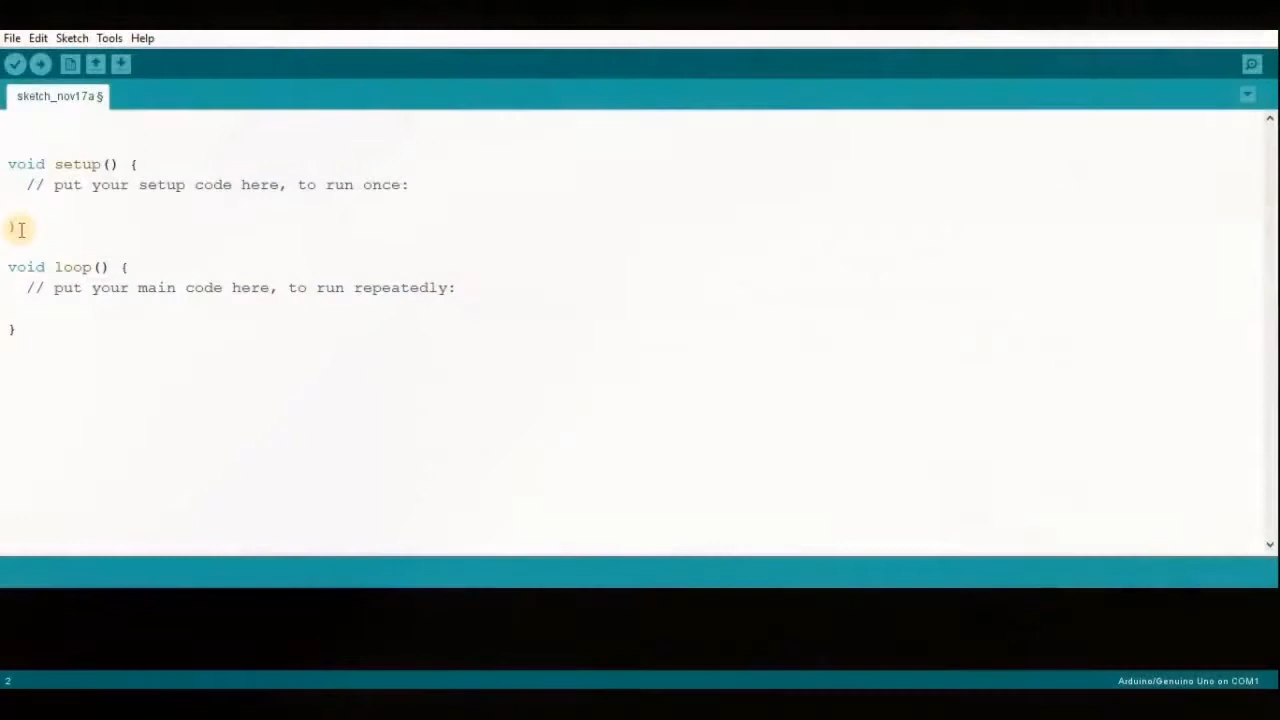 File Edit Sketch Tools Help
sketch_nov17a §
void setup() {
// put your setup code here, to run once:
}
void loop() {
// put your main code here, to run repeatedly:
}
2
Arduino/Genuino Uno on COM1